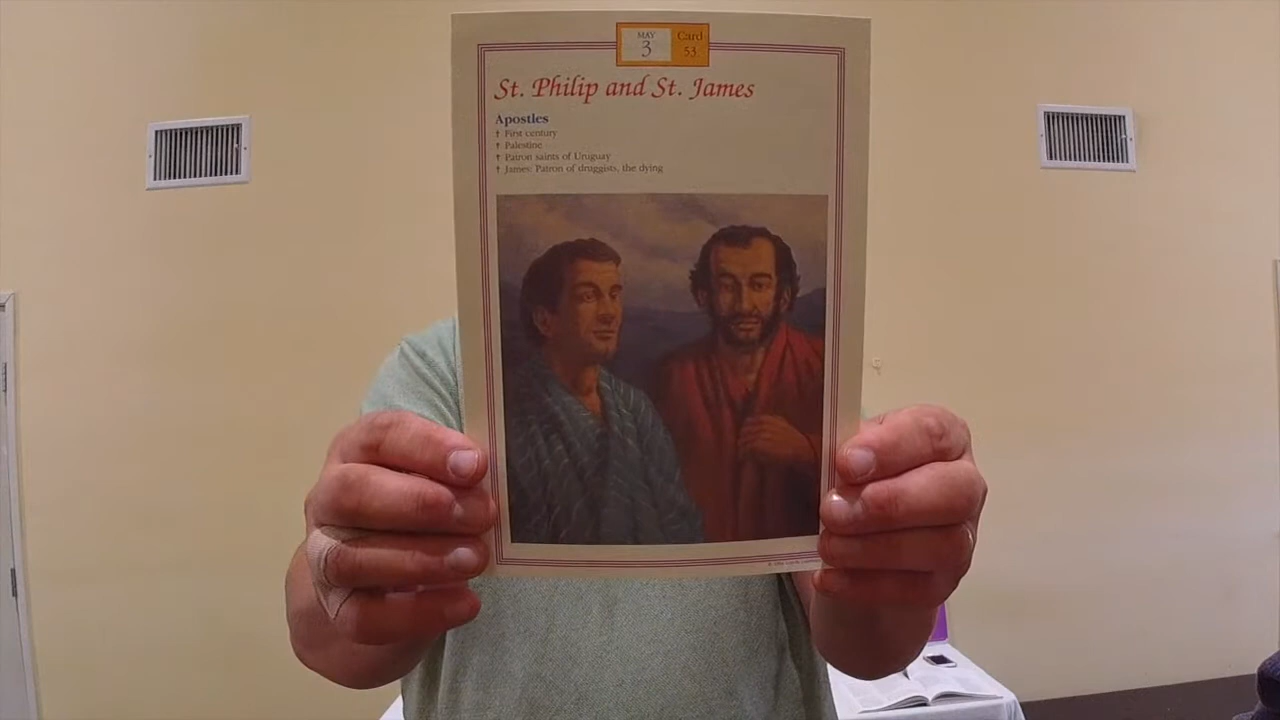 MAY
3
Card
53
St. Philip and St. James
Apostles
† First century
† Palestine
† Patron saints of Uruguay
† James: Patron of druggists, the dying